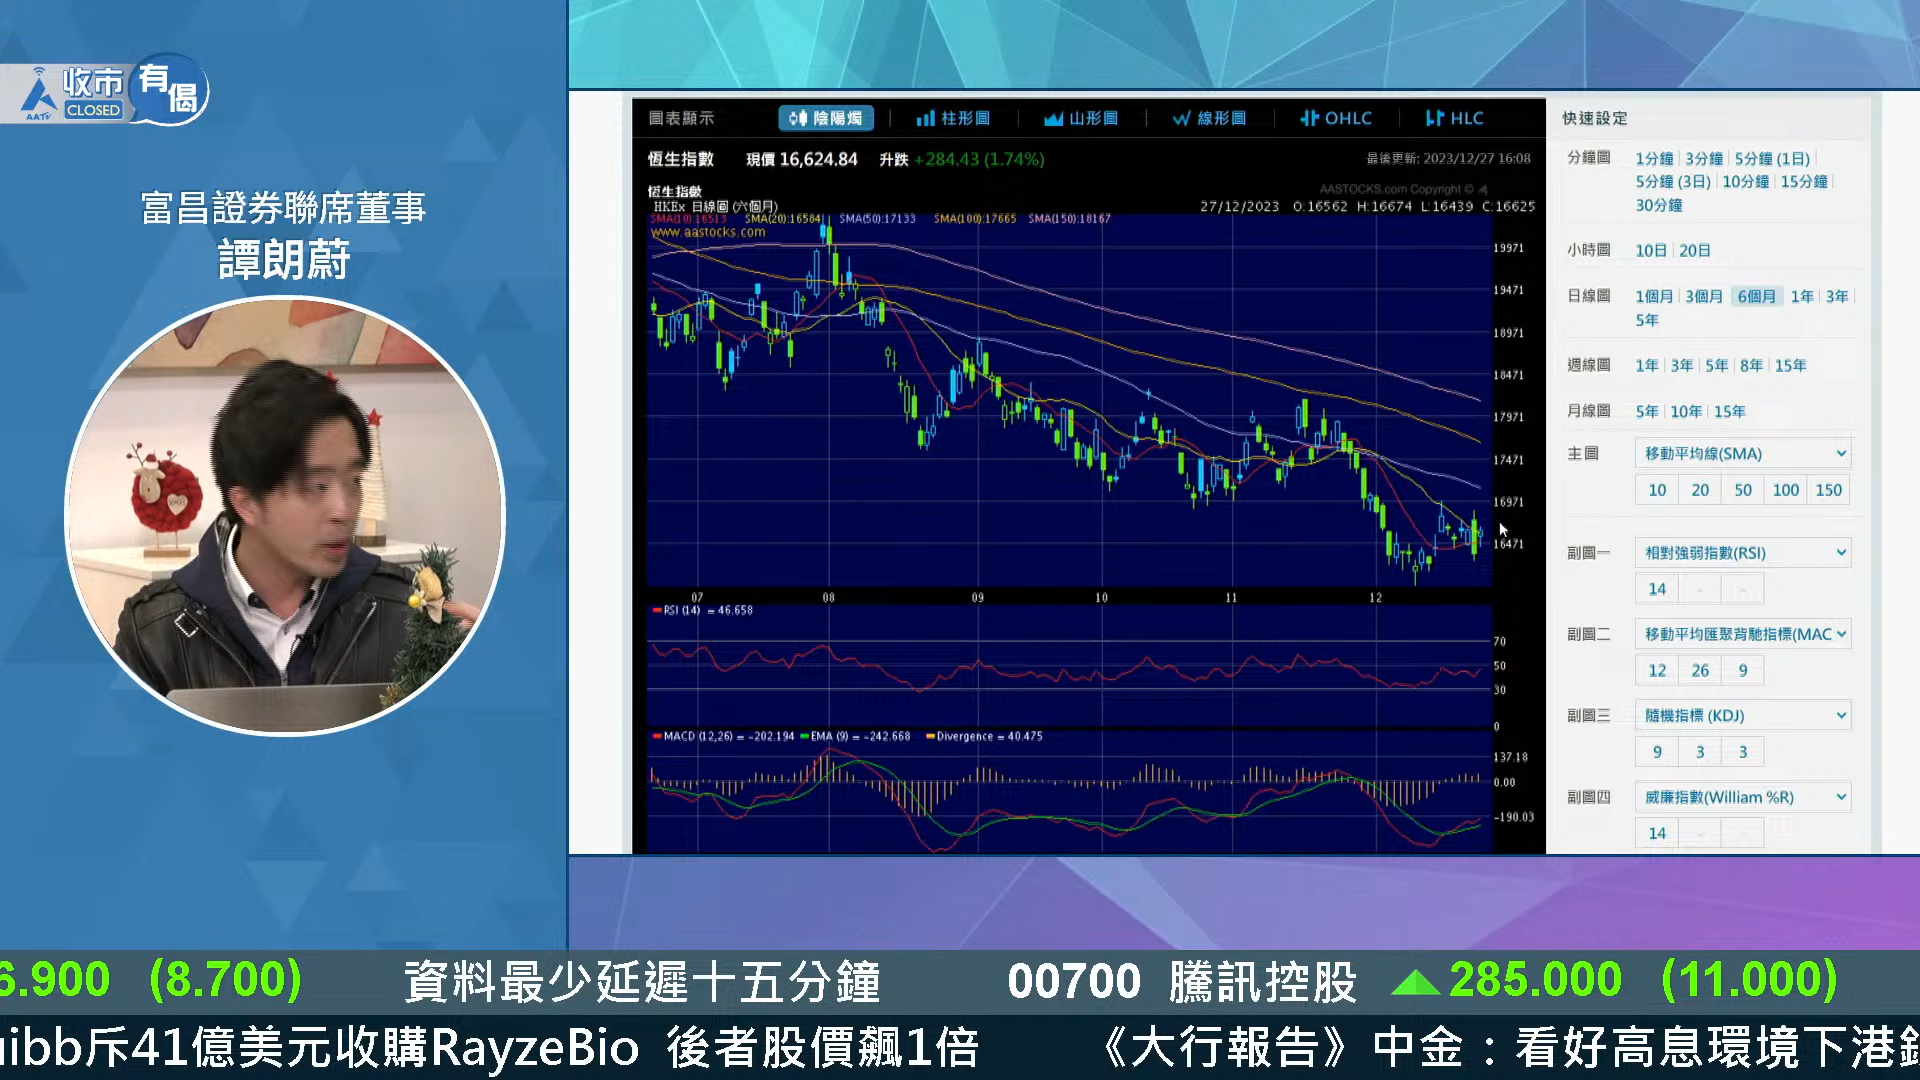 收市
CLOSED
有偈
AATV
富昌證券聯席董事
譚朗蔚
圖表顯示 陰陽燭 柱形圖 山形圖 線形圖 OHLC HLC
恆生指數 現價 16,624.84 升跌 +284.43 (1.74%) 最後更新: 2023/12/27 16:08
恆生指數 AASTOCKS.com Copyright ©
HKEx 日線圖 (六個月) 27/12/2023 O:16562 H:16674 L:16439 C:16625
SMA(10):16513 SMA(20):16584 SMA(50):17133 SMA(100):17665 SMA(150):18167
www.aastocks.com
19971
19471
18971
18471
17971
17471
16971
16471
07 08 09 10 11 12
RSI (14) = 46.658
70
50
30
0
MACD (12,26) = -202.194 EMA (9) = -242.668 Divergence = 40.475
137.18
0.00
-190.03
快速設定
分鐘圖 1分鐘 3分鐘 5分鐘 (1日)
5分鐘 (3日) 10分鐘 15分鐘
30分鐘
小時圖 10日 20日
日線圖 1個月 3個月 6個月 1年 3年
5年
週線圖 1年 3年 5年 8年 15年
月線圖 5年 10年 15年
主圖 移動平均線(SMA)
10 20 50 100 150
副圖一 相對強弱指數(RSI)
14 - -
副圖二 移動平均匯聚背馳指標(MAC
12 26 9
副圖三 隨機指標 (KDJ)
9 3 3
副圖四 威廉指數(William %R)
14 - -
6.900 (8.700) 資料最少延遲十五分鐘 00700 騰訊控股 285.000 (11.000)
uibb斥41億美元收購RayzeBio 後者股價飆1倍 《大行報告》中金：看好高息環境下港